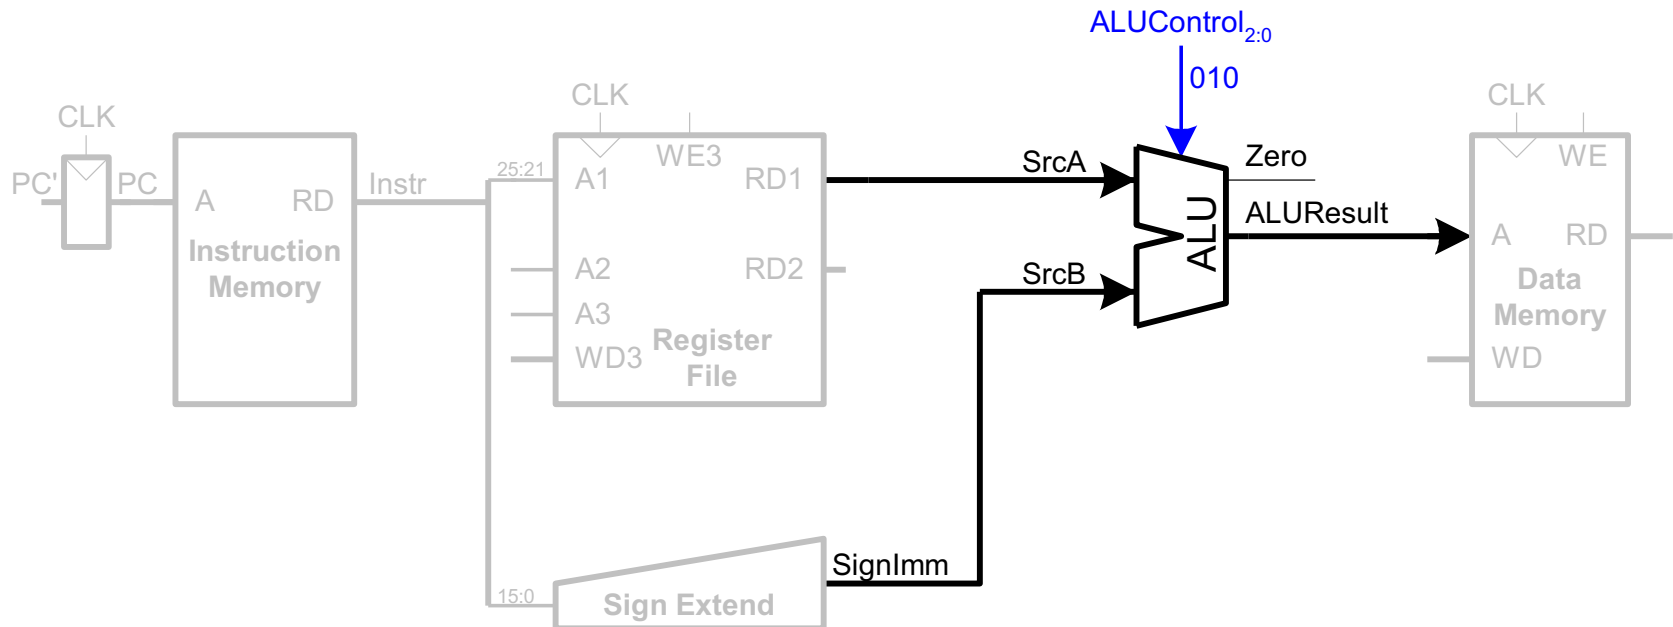 ALUControl2:0
010
CLK
CLK
CLK
PC'
PC
A
RD
Instr
Instruction
Memory
25:21
A1
WE3
RD1
A2
RD2
A3
WD3
Register
File
SrcA
SrcB
ALU
Zero
ALUResult
WE
A
RD
Data
Memory
WD
15:0
Sign Extend
SignImm